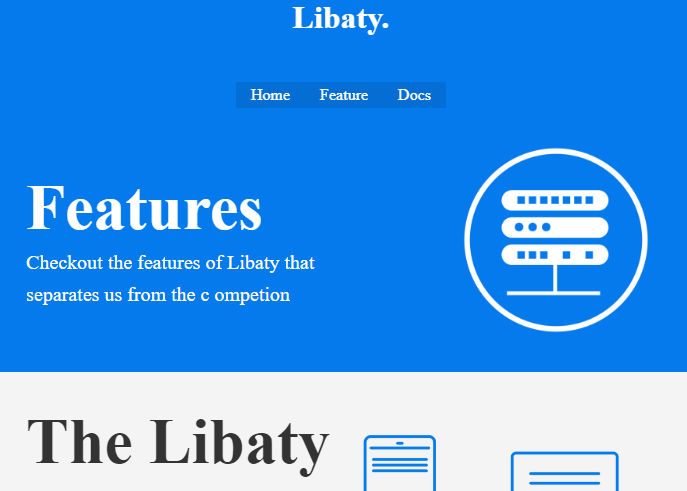 Libaty.
Home Feature Docs
Features
Checkout the features of Libaty that
separates us from the c ompetion
The Libaty